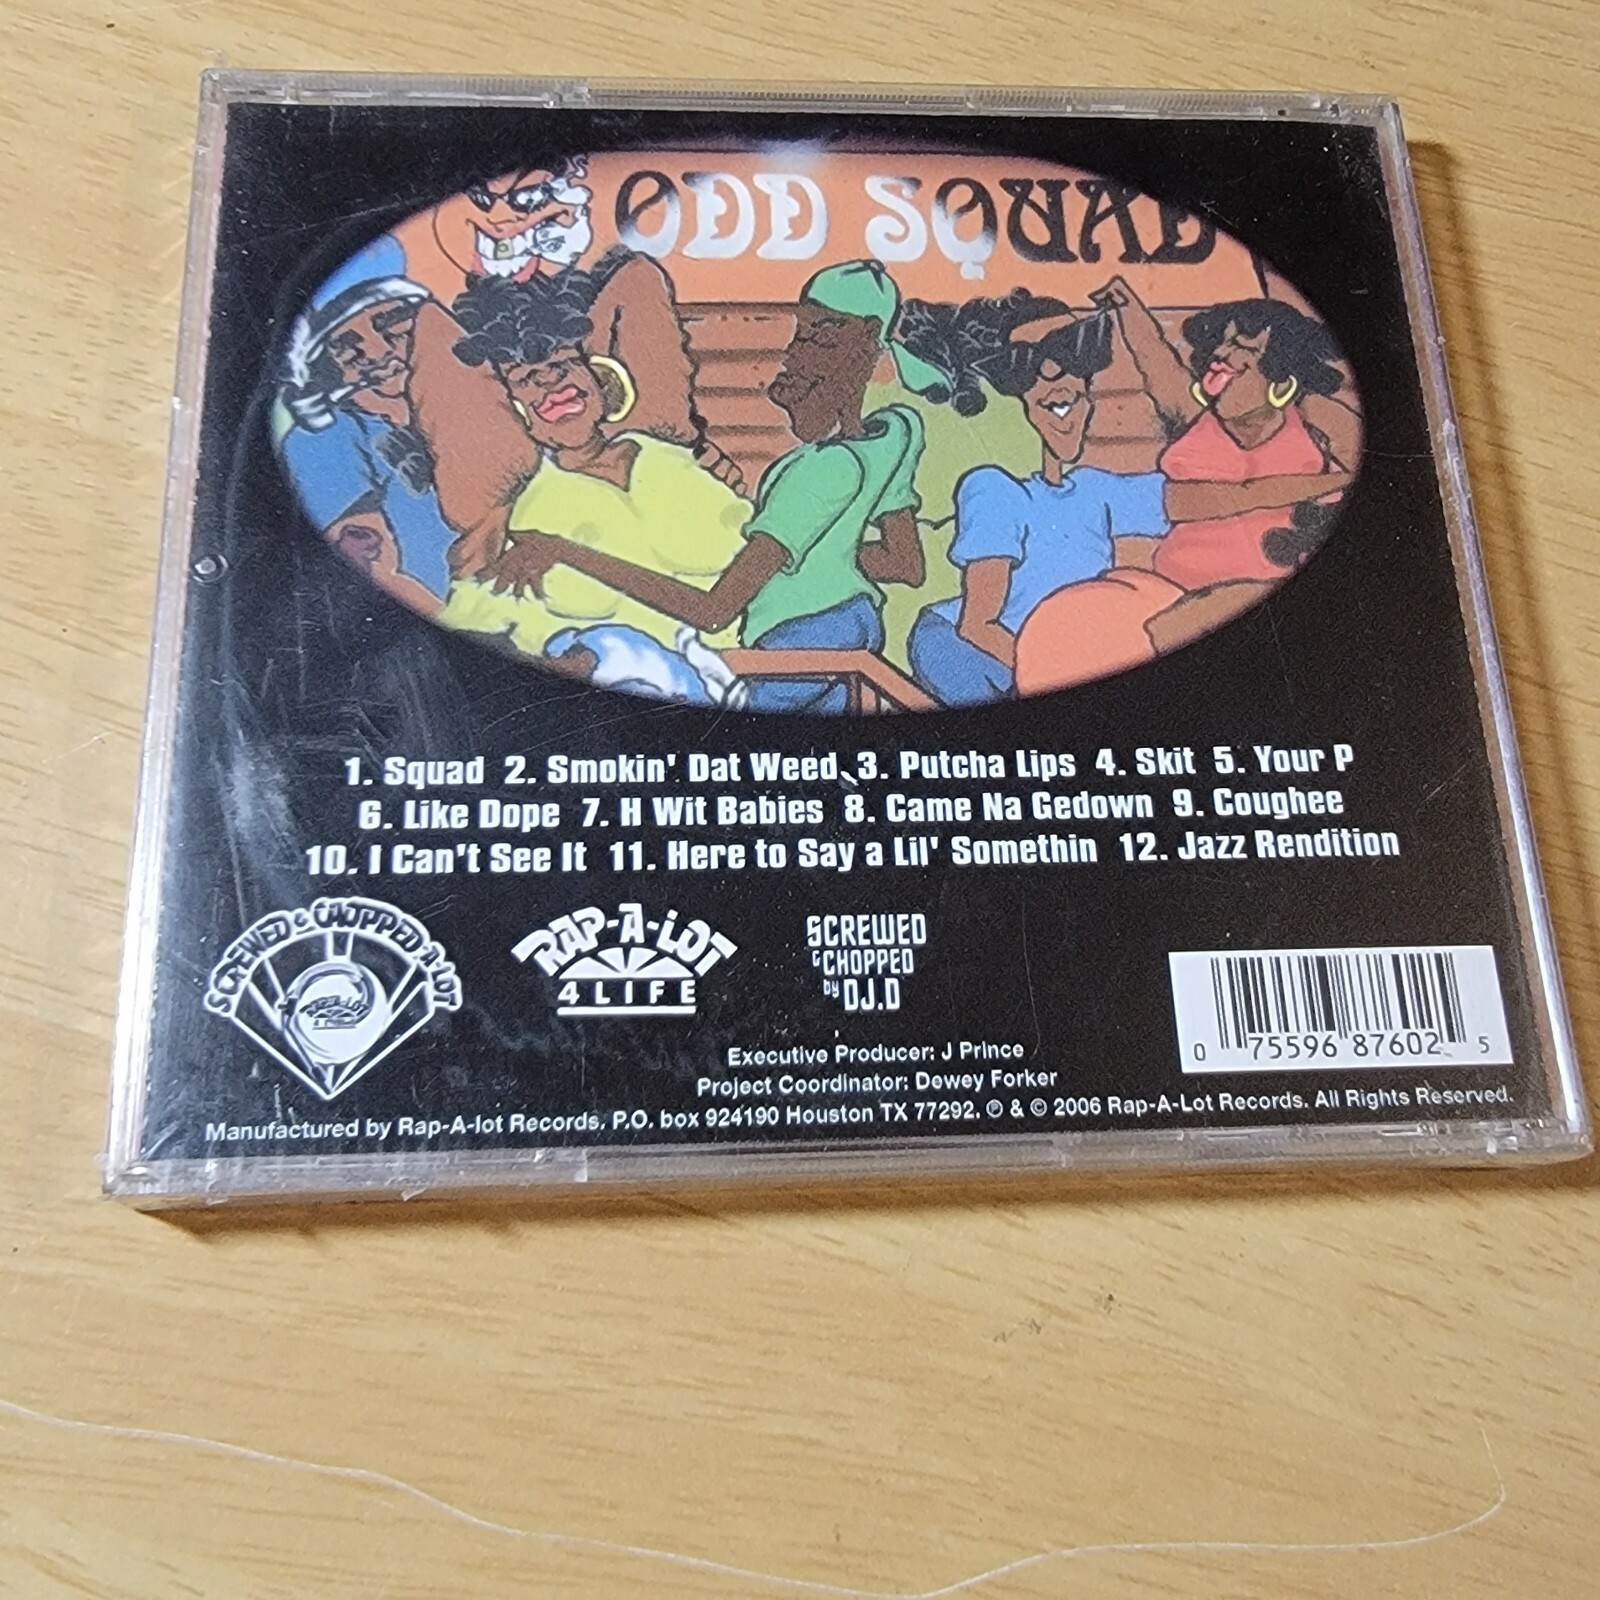 ODD SQUAD
1. Squad 2. Smokin' Dat Weed 3. Putcha Lips 4. Skit 5. Your P
6. Like Dope 7. H Wit Babies 8. Came Na Gedown 9. Coughee
10. I Can't See It 11. Here to Say a Lil' Somethin 12. Jazz Rendition
SCREWED & CHOPPED-A-LOT
RAP-A-LOT
4 LIFE
SCREWED
& CHOPPED
by DJ.D
0 75596 87602 5
Executive Producer: J Prince
Project Coordinator: Dewey Forker
Manufactured by Rap-A-lot Records. P.O. box 924190 Houston TX 77292. ℗ & © 2006 Rap-A-Lot Records. All Rights Reserved.